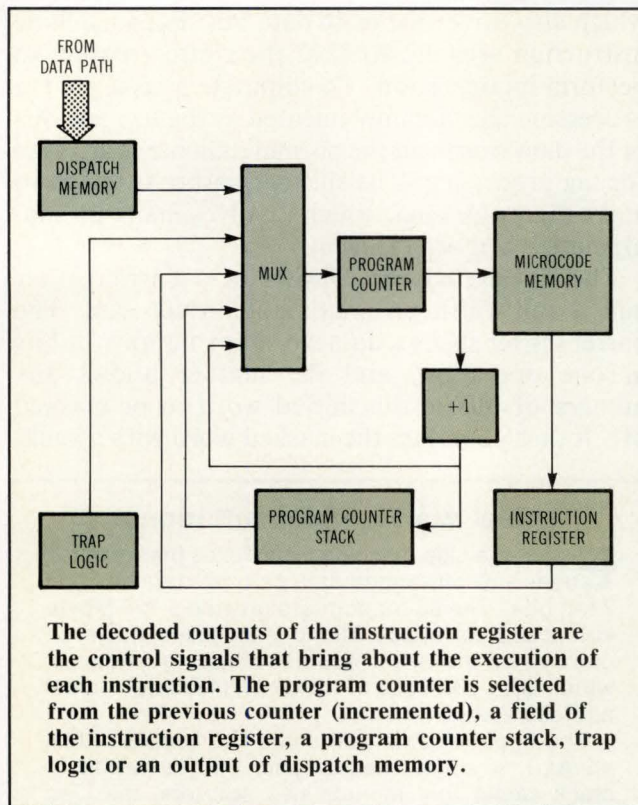 FROM
DATA PATH
DISPATCH
MEMORY
MUX
PROGRAM
COUNTER
MICROCODE
MEMORY
+1
TRAP
LOGIC
PROGRAM COUNTER
STACK
INSTRUCTION
REGISTER
The decoded outputs of the instruction register are
the control signals that bring about the execution of
each instruction. The program counter is selected
from the previous counter (incremented), a field of
the instruction register, a program counter stack, trap
logic or an output of dispatch memory.